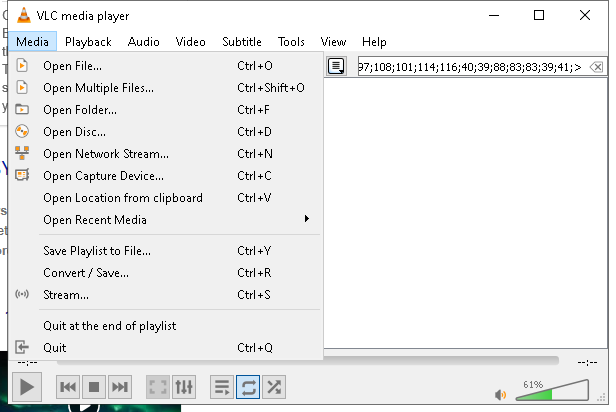 VLC media player
Media Playback Audio Video Subtitle Tools View Help
97;108;101;114;116;40;39;88;83;83;39;41;>
Open File... Ctrl+O
Open Multiple Files... Ctrl+Shift+O
Open Folder... Ctrl+F
Open Disc... Ctrl+D
Open Network Stream... Ctrl+N
Open Capture Device... Ctrl+C
Open Location from clipboard Ctrl+V
Open Recent Media
Save Playlist to File... Ctrl+Y
Convert / Save... Ctrl+R
Stream... Ctrl+S
Quit at the end of playlist
Quit Ctrl+Q
--:-- --:--
61%